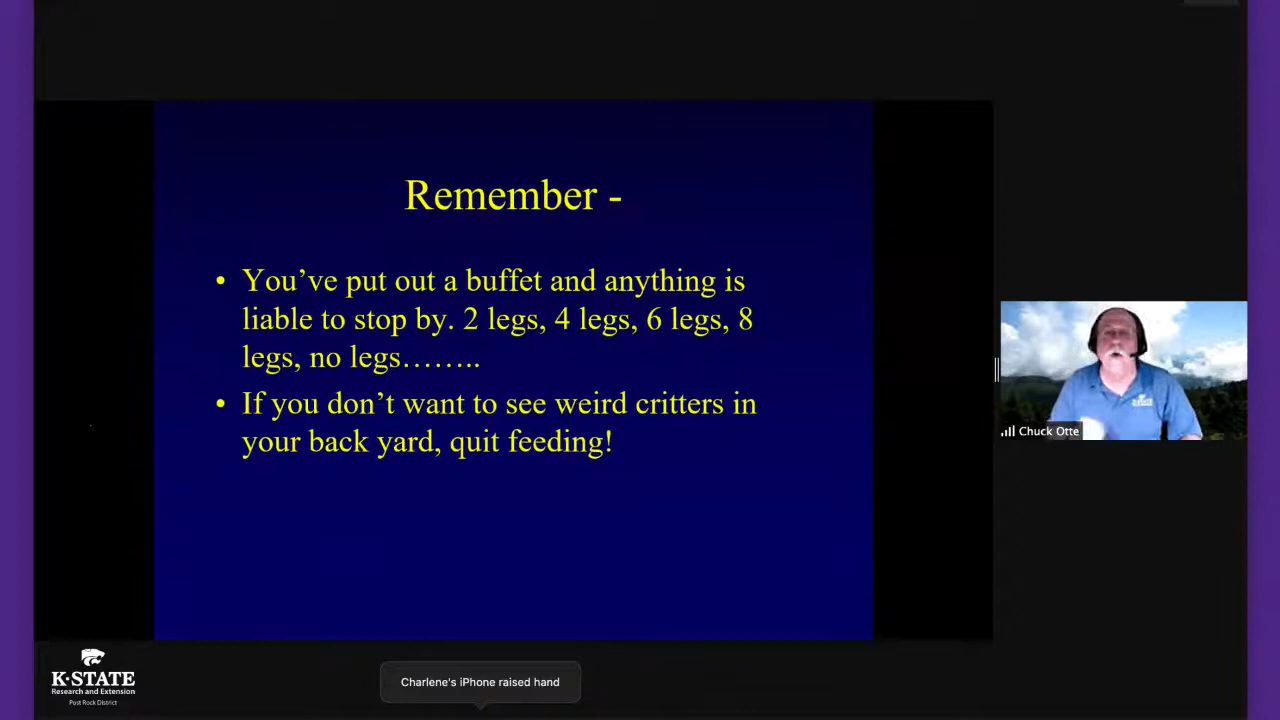 Remember -
• You’ve put out a buffet and anything is
liable to stop by. 2 legs, 4 legs, 6 legs, 8
legs, no legs……..
• If you don’t want to see weird critters in
your back yard, quit feeding!
K-STATE
Chuck Otte
K-STATE
Research and Extension
Post Rock District
Charlene's iPhone raised hand